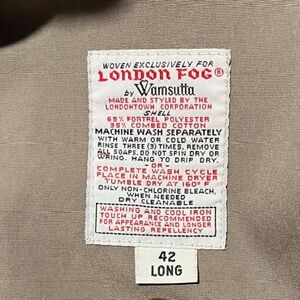 WOVEN EXCLUSIVELY FOR
LONDON FOG®
by Wamsutta
MADE AND STYLED BY THE
LONDONTOWN CORPORATION
SHELL
65% FORTREL POLYESTER
35% COMBED COTTON
MACHINE WASH SEPARATELY
WITH WARM OR COLD WATER
RINSE THREE (3) TIMES, REMOVE
ALL SOAPS. DO NOT SPIN DRY OR
WRING. HANG TO DRIP DRY.
-OR-
COMPLETE WASH CYCLE
PLACE IN MACHINE DRYER
TUMBLE DRY AT 160° F
ONLY NON-CHLORINE BLEACH,
WHEN NEEDED
DRY CLEANABLE
WASHING AND COOL IRON
TOUCH UP RECOMMENDED
FOR APPEARANCE AND LONGER
LASTING REPELLENCY
42
LONG